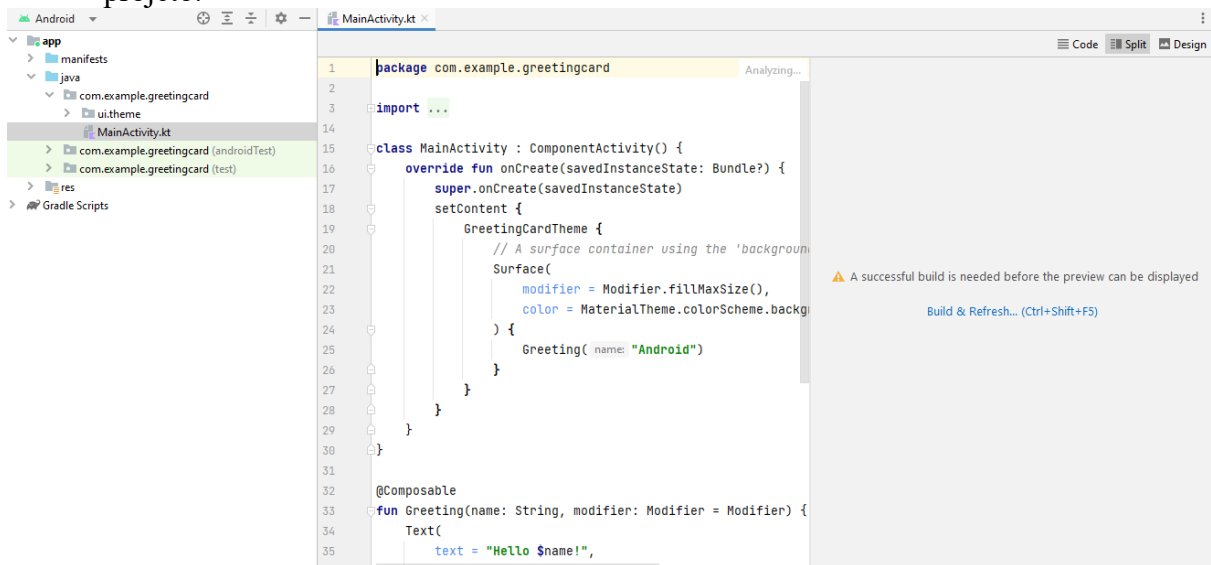 projeto.
Android
MainActivity.kt
Code Split Design
app
manifests
java
com.example.greetingcard
ui.theme
MainActivity.kt
com.example.greetingcard (androidTest)
com.example.greetingcard (test)
res
Gradle Scripts
1 package com.example.greetingcard Analyzing...
2
3 import ...
14
15 class MainActivity : ComponentActivity() {
16 override fun onCreate(savedInstanceState: Bundle?) {
17 super.onCreate(savedInstanceState)
18 setContent {
19 GreetingCardTheme {
20 // A surface container using the 'background
21 Surface(
22 modifier = Modifier.fillMaxSize(),
23 color = MaterialTheme.colorScheme.backg
24 ) {
25 Greeting( name: "Android")
26 }
27 }
28 }
29 }
30 }
31
32 @Composable
33 fun Greeting(name: String, modifier: Modifier = Modifier) {
34 Text(
35 text = "Hello $name!",
A successful build is needed before the preview can be displayed
Build & Refresh... (Ctrl+Shift+F5)